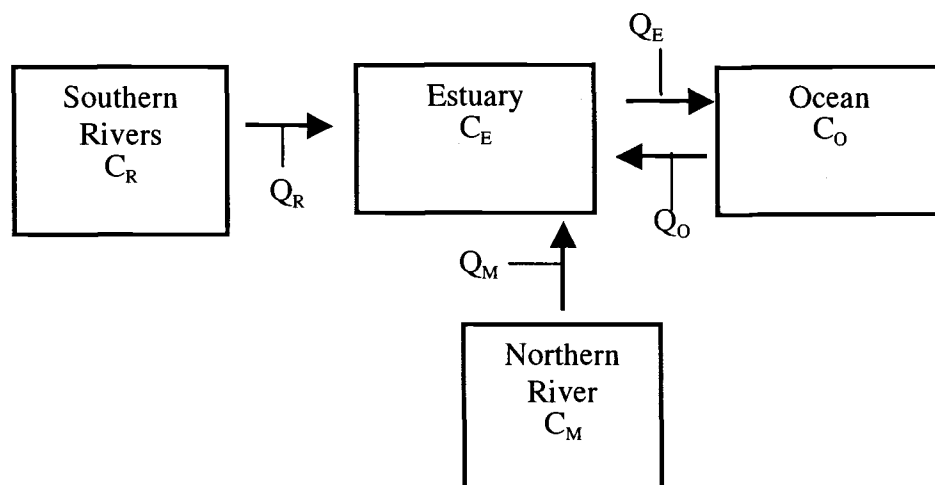 Southern
Rivers
C_R
Q_R
Estuary
C_E
Q_E
Q_O
Ocean
C_O
Q_M
Northern
River
C_M